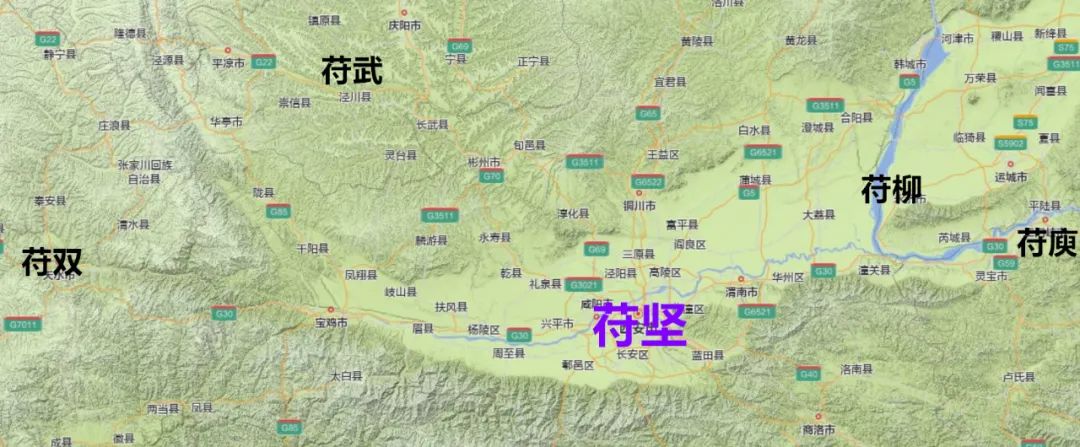 洛川县
镇原县
庆阳市
隆德县
G22
静宁县
泾源县
平凉市
G22
G69
宁县
正宁县
黄陵县
黄龙县
河津市
稷山县
新绛县
S75
G3511
韩城市
G5
万荣县
闻喜县
苻武
宜君县
崇信县
泾川县
庄浪县
华亭市
长武县
G65
G3511
合阳县
白水县
澄城县
S75
临猗县
S5902
夏县
旬邑县
张家川回族
自治县
灵台县
彬州市
G3511
王益区
G6521
G70
G6522
蒲城县
G5
运城市
秦安县
陇县
铜川市
苻柳
G85
G3511
淳化县
大荔县
平陆县
清水县
富平县
芮城县
苻庾
千阳县
麟游县
永寿县
G69
三原县
阎良区
G30
G59
苻双
天水市
凤翔县
乾县
泾阳县
高陵区
华州区
G30
潼关县
灵宝市
岐山县
礼泉县
G3021
渭南市
扶风县
咸阳市
G7011
G30
宝鸡市
眉县
杨陵区
G30
兴平市
苻坚
G6521
周至县
鄠邑区
长安区
蓝田县
太白县
G40
洛南县
卢氏县
两当县
凤县
G85
商洛市
成县
徽县